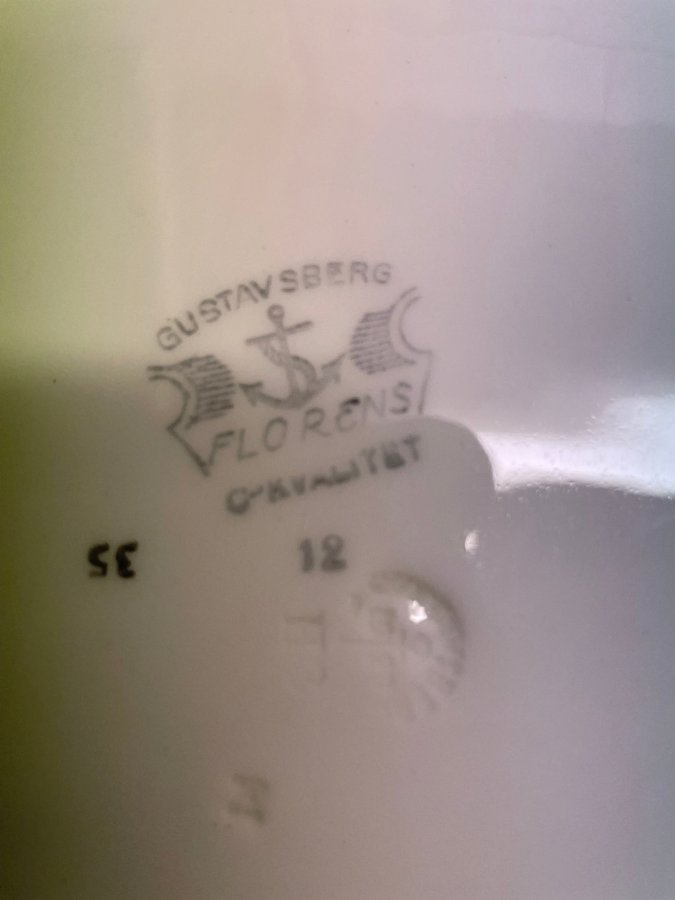 GUSTAVSBERG
FLORENS
C-KVALITET
35 12